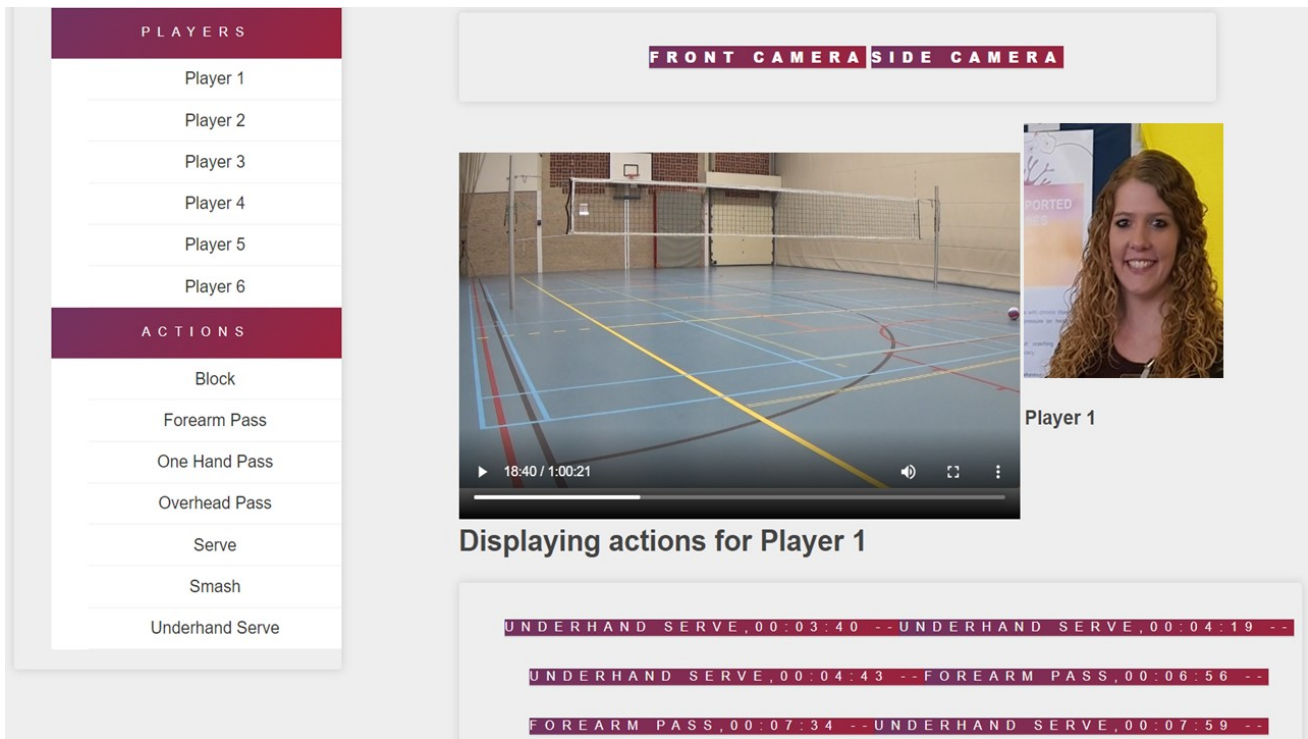 PLAYERS
Player 1
Player 2
Player 3
Player 4
Player 5
Player 6
ACTIONS
Block
Forearm Pass
One Hand Pass
Overhead Pass
Serve
Smash
Underhand Serve
FRONT CAMERA SIDE CAMERA
PORTED
18:40 / 1:00:21
Player 1
Displaying actions for Player 1
UNDERHAND SERVE,00:03:40 --UNDERHAND SERVE,00:04:19 --
UNDERHAND SERVE,00:04:43 --FOREARM PASS,00:06:56 --
FOREARM PASS,00:07:34 --UNDERHAND SERVE,00:07:59 --